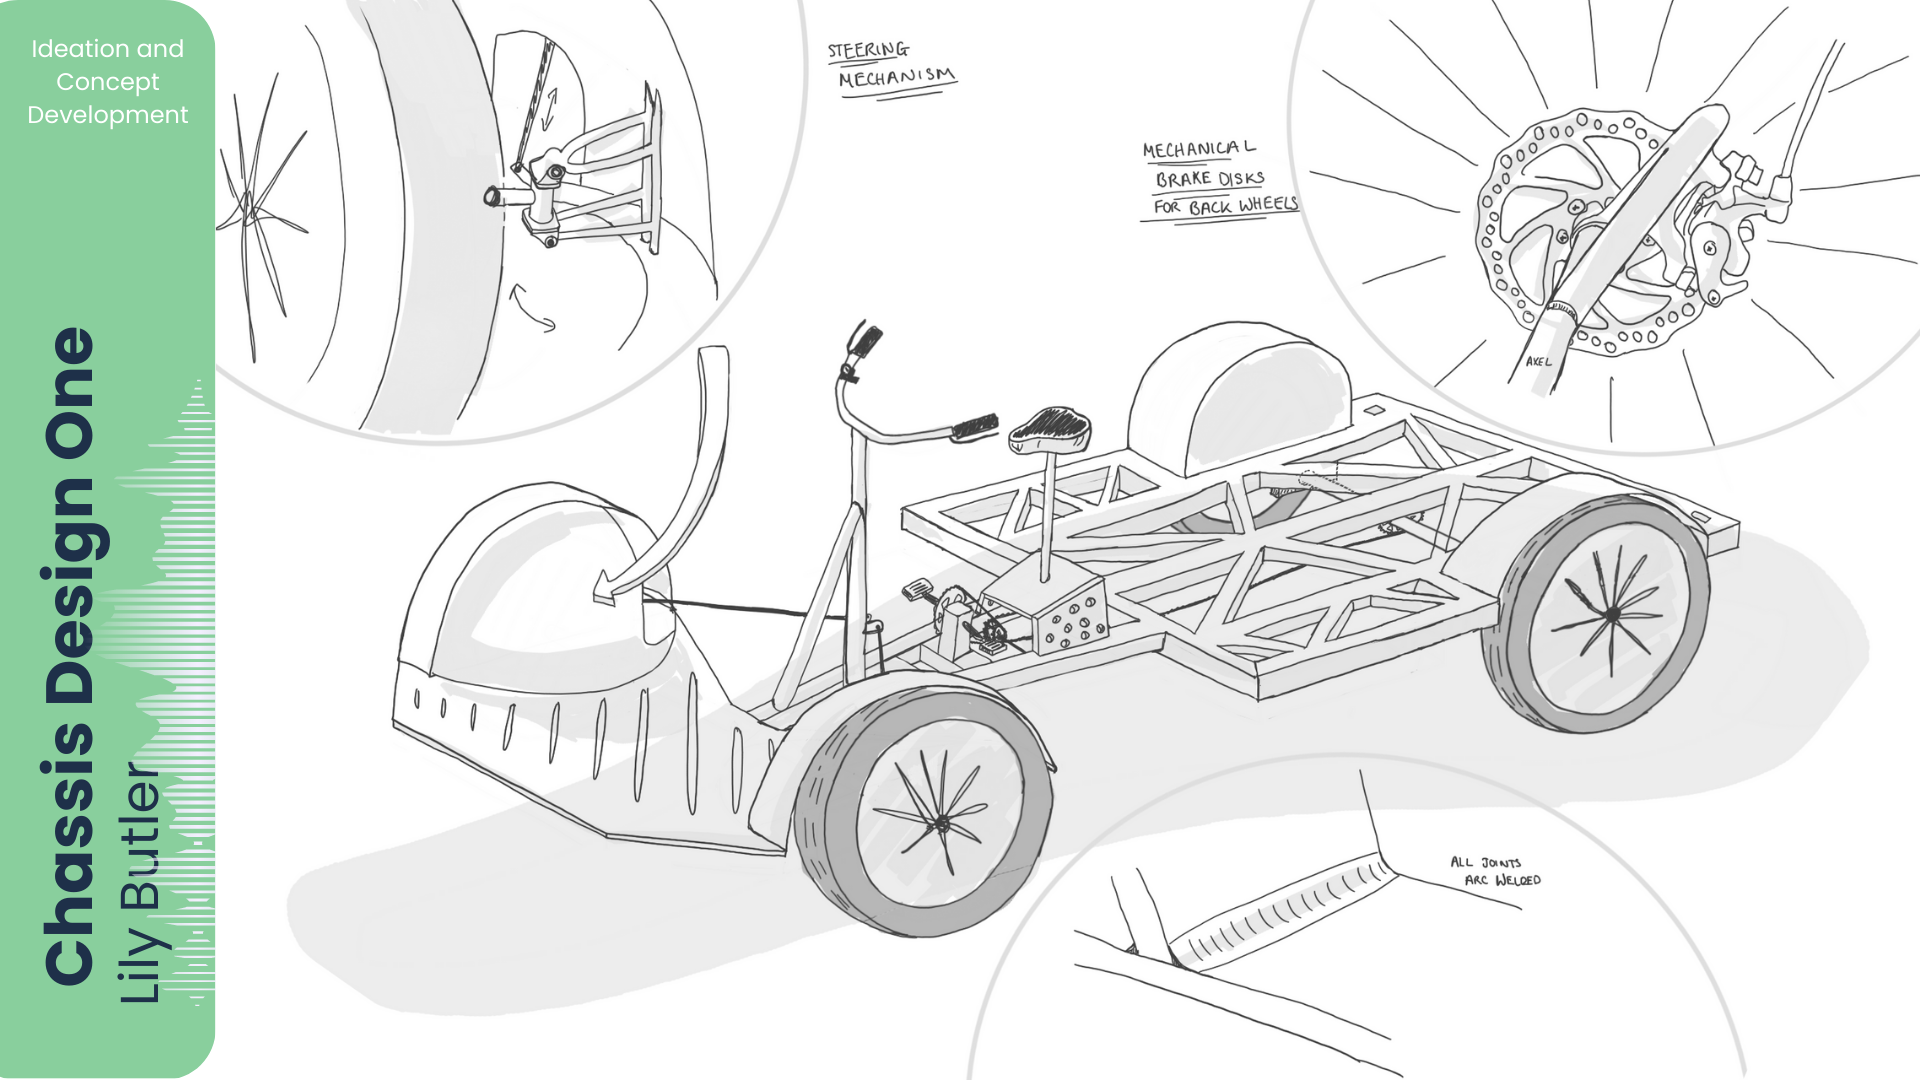 Ideation and
Concept
Development
Chassis Design One
Lily Butler
STEERING
MECHANISM
MECHANICAL
BRAKE DISKS
FOR BACK WHEELS
AXEL
ALL JOINTS
ARC WELDED